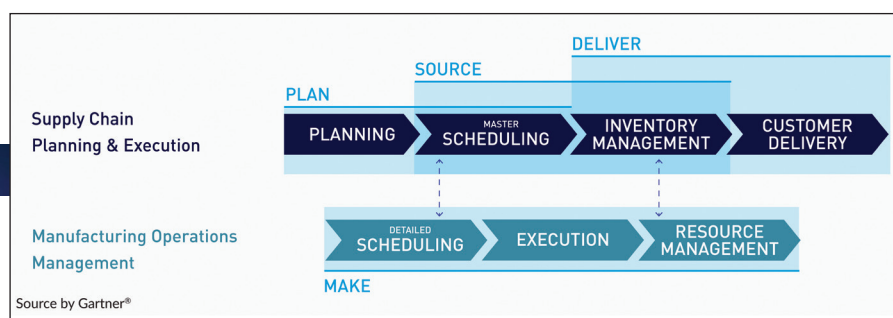 DELIVER
SOURCE
PLAN
Supply Chain
Planning & Execution
PLANNING
MASTER
SCHEDULING
INVENTORY
MANAGEMENT
CUSTOMER
DELIVERY
Manufacturing Operations
Management
DETAILED
SCHEDULING
EXECUTION
RESOURCE
MANAGEMENT
MAKE
Source by Gartner®